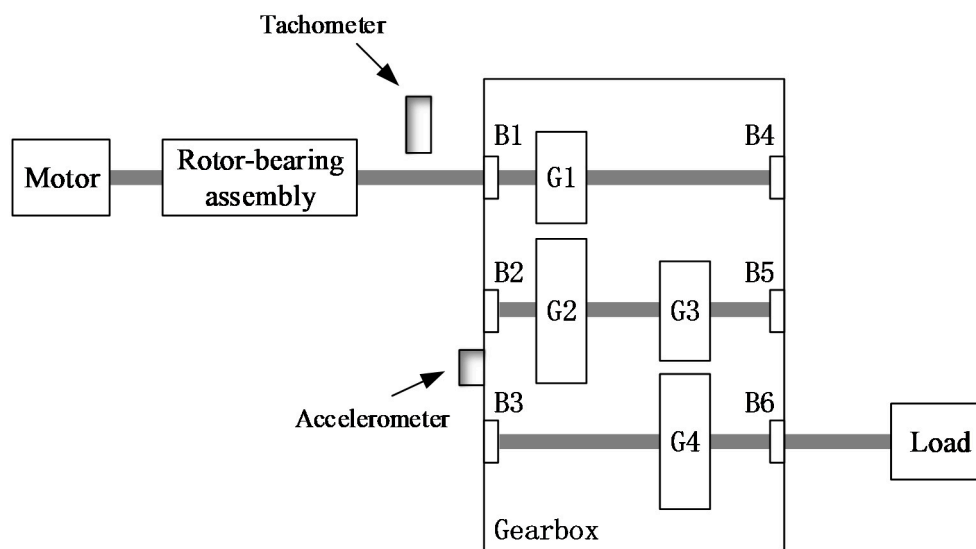 Tachometer
B1
B4
Motor
Rotor-bearing
assembly
G1
B2
B5
G2
G3
Accelerometer
B3
B6
G4
Load
Gearbox